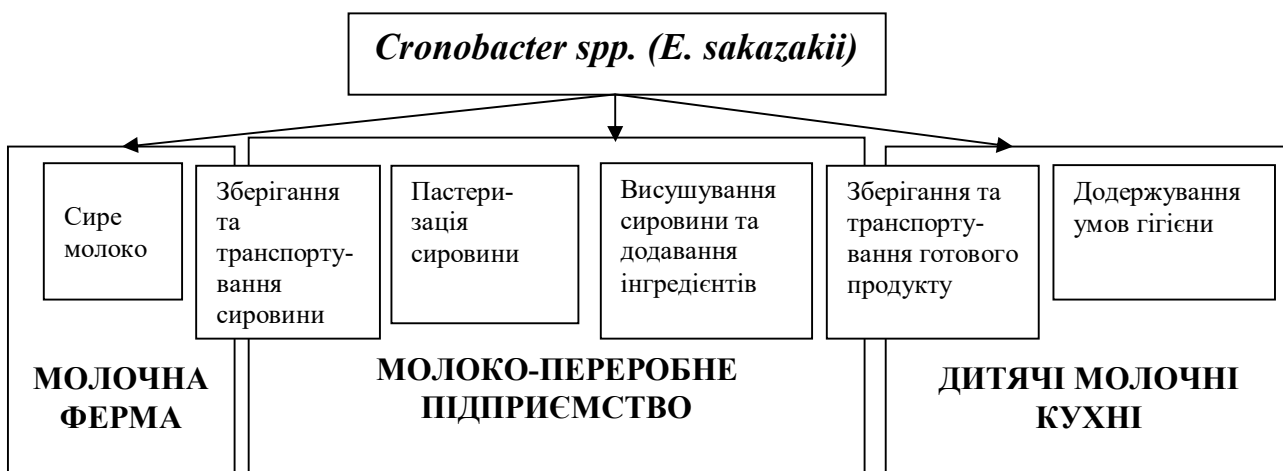 Cronobacter spp. (E. sakazakii)
Сире
молоко
Зберігання
та
транспорту-
вання
сировини
Пастери-
зація
сировини
Висушування
сировини та
додавання
інгредієнтів
Зберігання та
транспорту-
вання готового
продукту
Додержування
умов гігієни
МОЛОЧНА
ФЕРМА
МОЛОКО-ПЕРЕРОБНЕ
ПІДПРИЄМСТВО
ДИТЯЧІ МОЛОЧНІ
КУХНІ